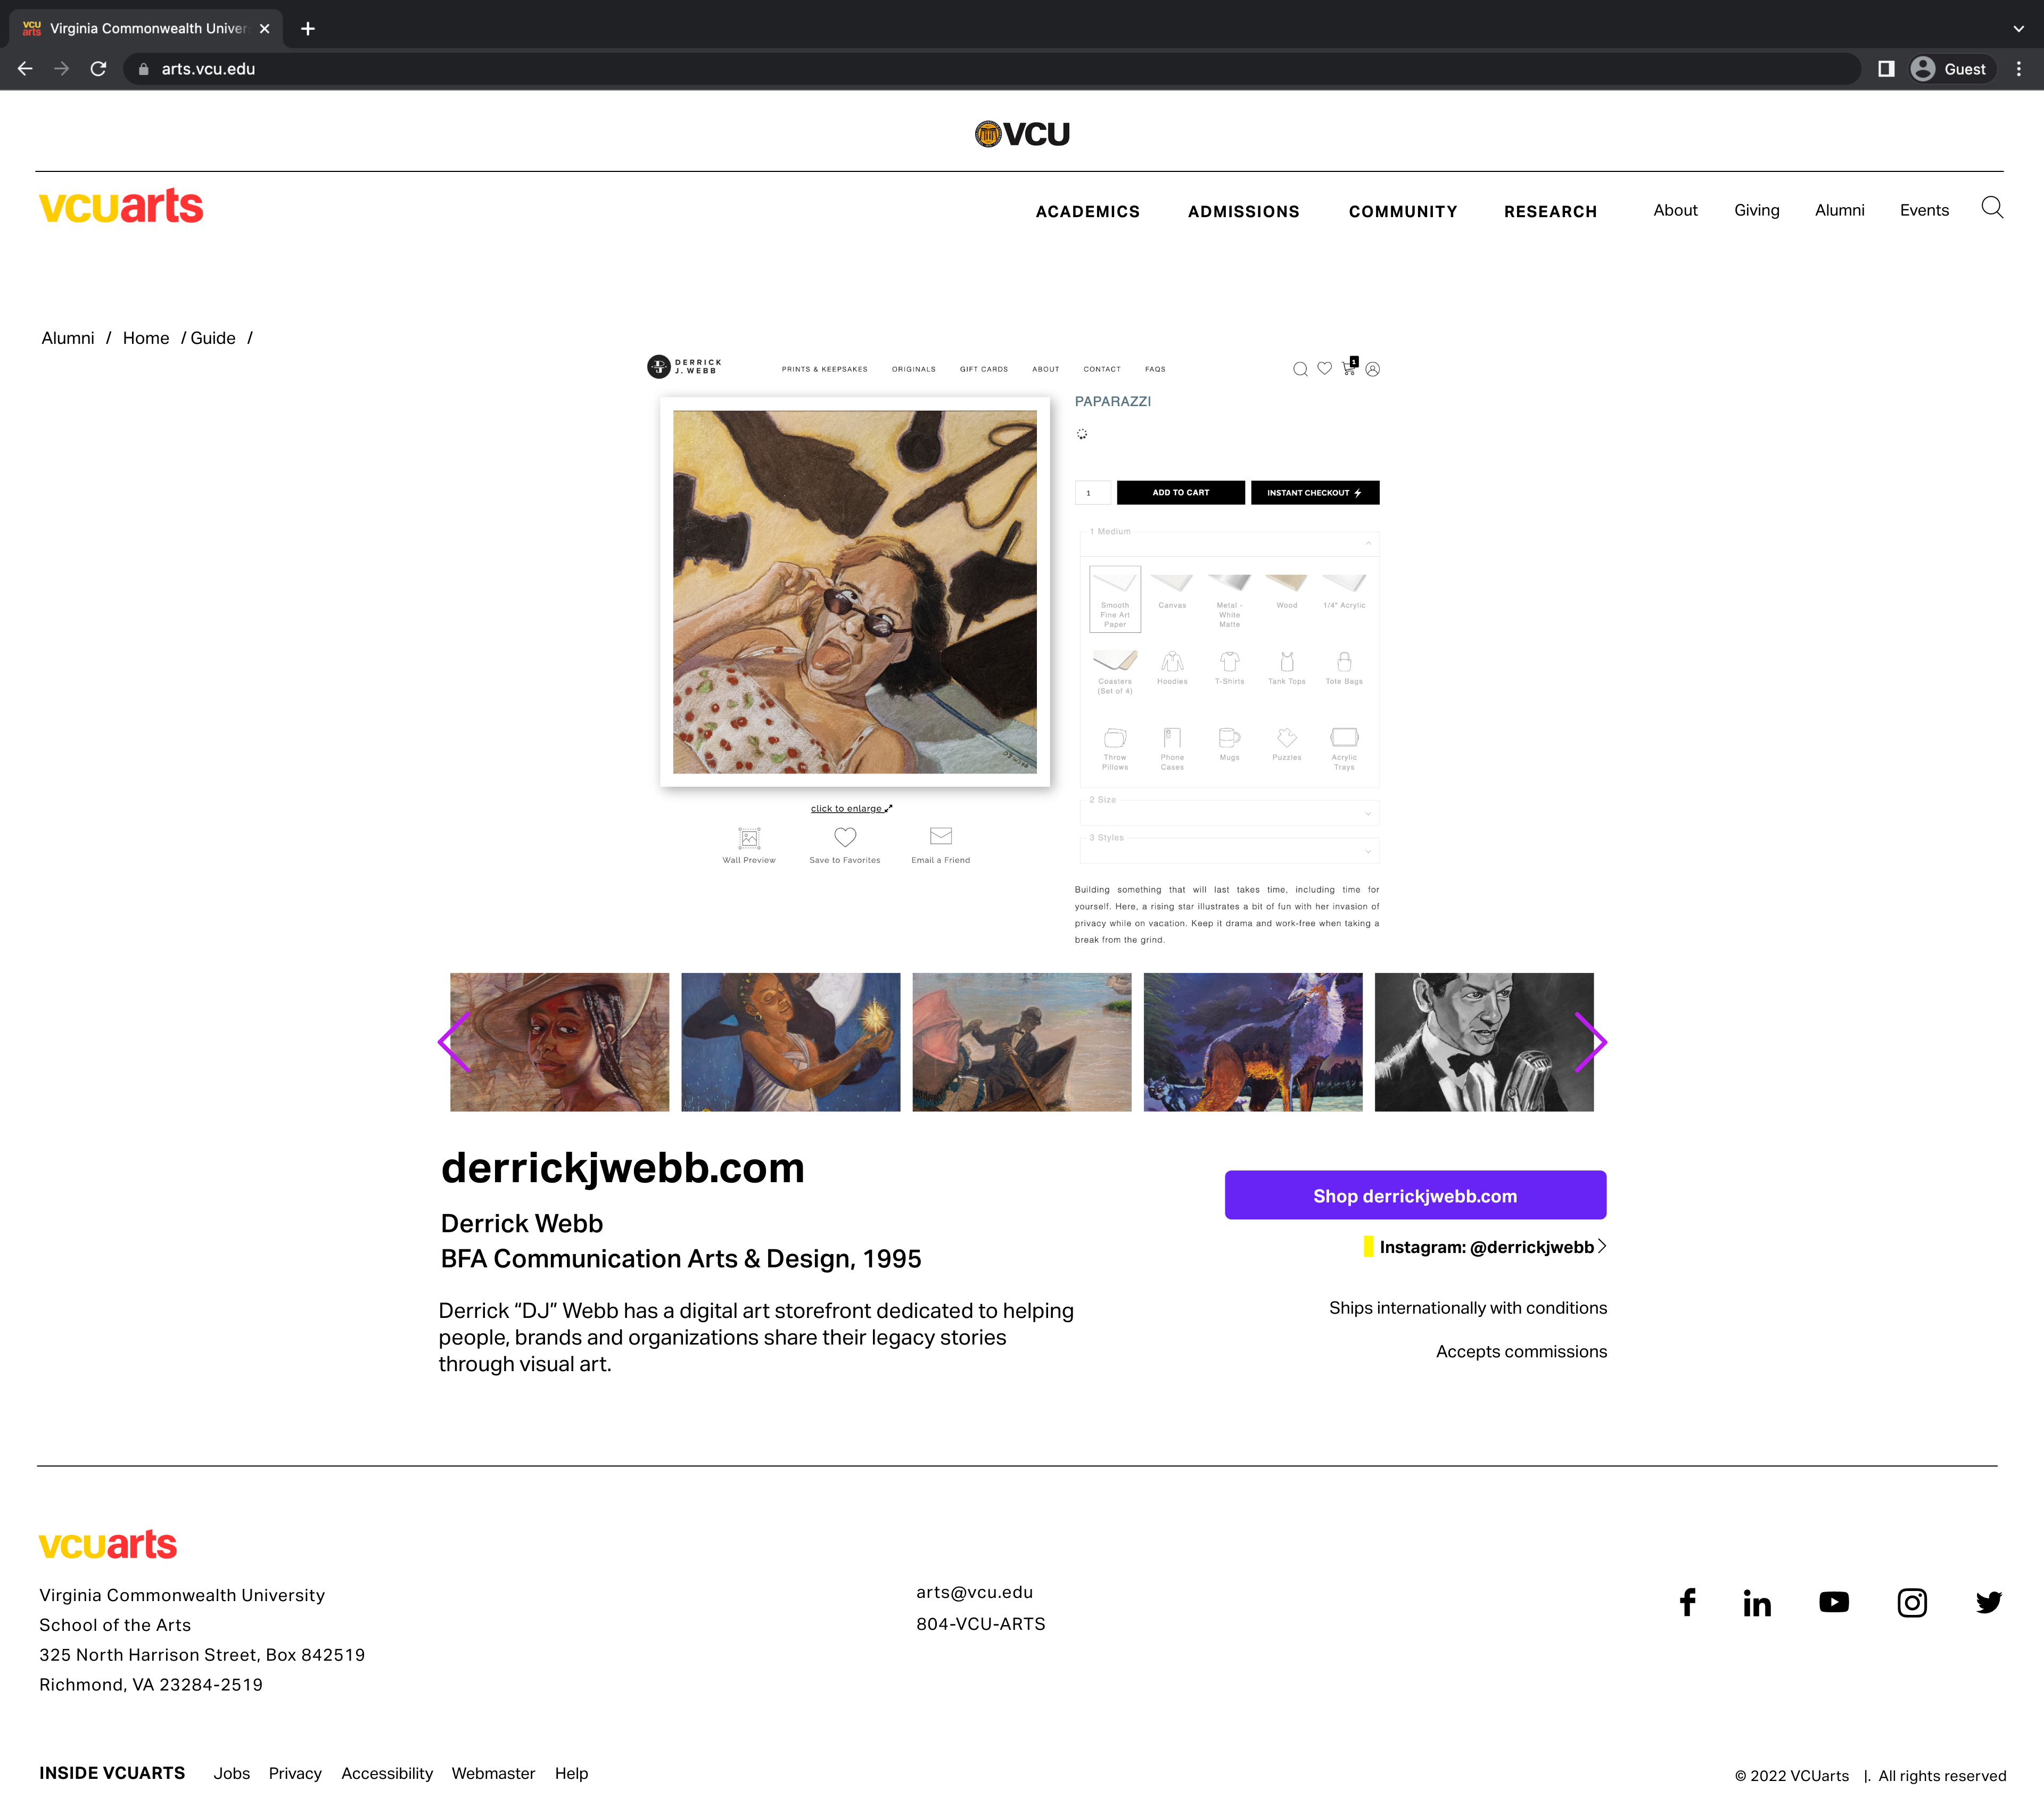 vcu
arts
Virginia Commonwealth Univer
arts.vcu.edu
Guest
VCU
vcuarts
ACADEMICS ADMISSIONS COMMUNITY RESEARCH About Giving Alumni Events
Alumni / Home / Guide /
DERRICK
J. WEBB
PRINTS & KEEPSAKES ORIGINALS GIFT CARDS ABOUT CONTACT FAQS
1
PAPARAZZI
1 ADD TO CART INSTANT CHECKOUT
1 Medium
Smooth
Fine Art
Paper
Canvas
Metal -
White
Matte
Wood
1/4" Acrylic
Coasters
(Set of 4)
Hoodies
T-Shirts
Tank Tops
Tote Bags
Throw
Pillows
Phone
Cases
Mugs
Puzzles
Acrylic
Trays
2 Size
3 Styles
click to enlarge
Wall Preview Save to Favorites Email a Friend
Building something that will last takes time, including time for
yourself. Here, a rising star illustrates a bit of fun with her invasion of
privacy while on vacation. Keep it drama and work-free when taking a
break from the grind.
derrickjwebb.com
Derrick Webb
BFA Communication Arts & Design, 1995
Derrick “DJ” Webb has a digital art storefront dedicated to helping
people, brands and organizations share their legacy stories
through visual art.
Shop derrickjwebb.com
Instagram: @derrickjwebb
Ships internationally with conditions
Accepts commissions
vcuarts
Virginia Commonwealth University
School of the Arts
325 North Harrison Street, Box 842519
Richmond, VA 23284-2519
arts@vcu.edu
804-VCU-ARTS
INSIDE VCUARTS Jobs Privacy Accessibility Webmaster Help
© 2022 VCUarts |. All rights reserved